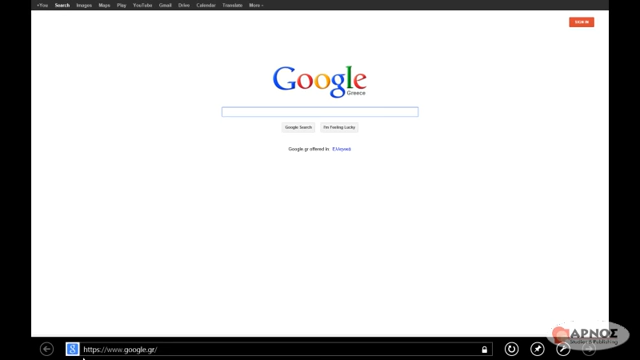 +You Search Images Maps Play YouTube Gmail Drive Calendar Translate More
SIGN IN
Google
Greece
Google Search I'm Feeling Lucky
Google.gr offered in Ελληνικά
https://www.google.gr/
ΑΡΝΟΣ
Publishing